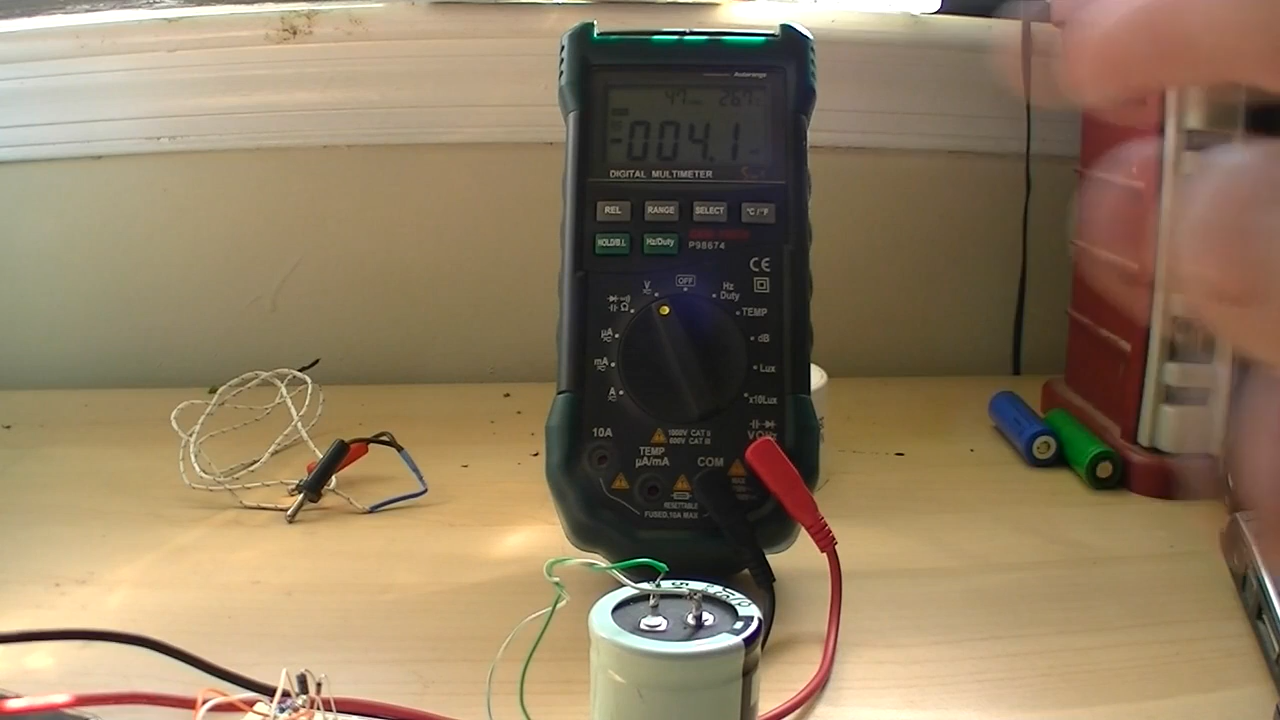 Autorange
47 26.7
-004.1
DIGITAL MULTIMETER
REL RANGE SELECT °C/°F
HOLD/B.L Hz/Duty
P98674
CE
OFF
V
Hz
Duty
Ω
TEMP
µA
dB
mA
Lux
A
x10Lux
1000V CAT II
600V CAT III
10A
TEMP
µA/mA
COM
MAX
RESETTABLE
FUSED, 10A MAX